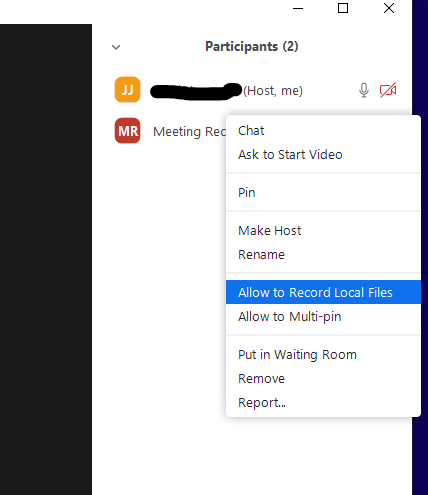 Participants (2)
JJ (Host, me)
MR Meeting Rec
Chat
Ask to Start Video
Pin
Make Host
Rename
Allow to Record Local Files
Allow to Multi-pin
Put in Waiting Room
Remove
Report...